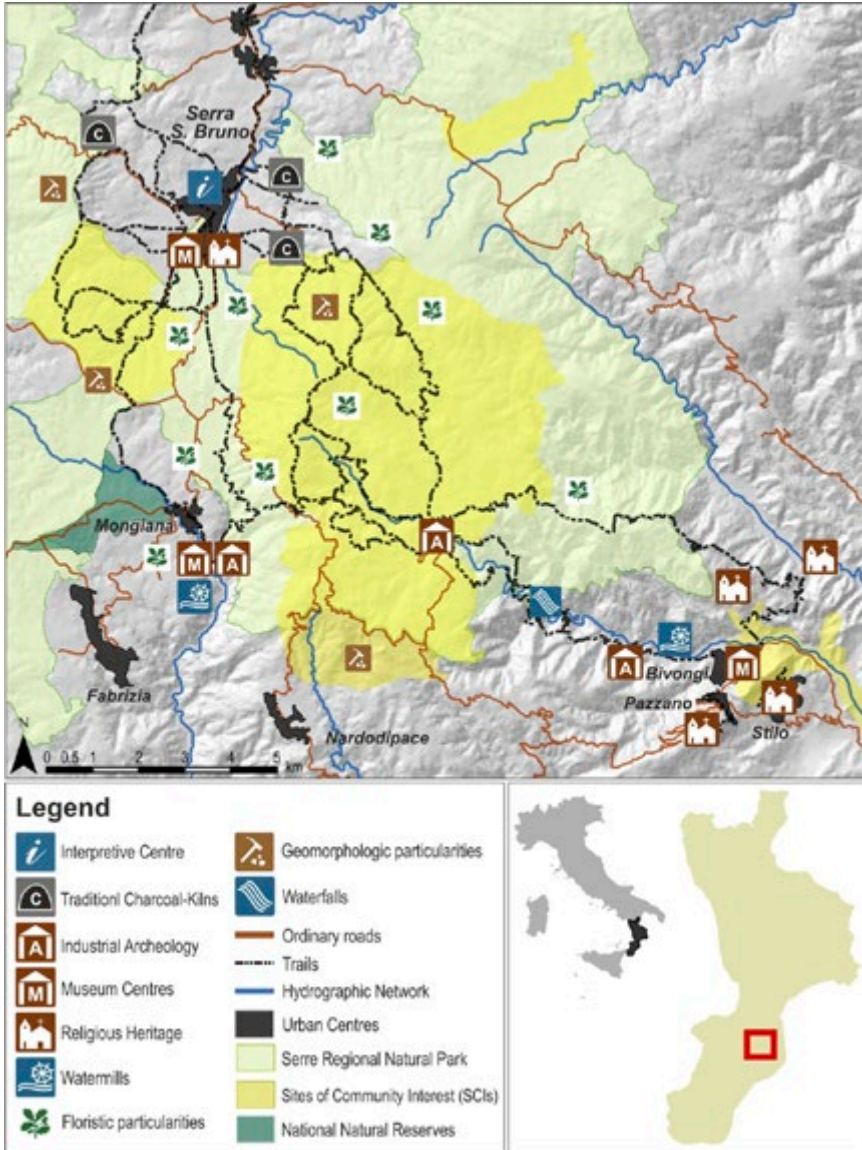 Serra
S. Bruno
i
C
C
C
M
Mongiana
M A
A
Fabrizia
Nardodipace
A
Bivongi
M
Pazzano
Stilo
N
0 0.5 1 2 3 4 5
km
Legend
i Interpretive Centre
C Traditionl Charcoal-Kilns
A Industrial Archeology
M Museum Centres
Religious Heritage
Watermills
Floristic particularities
Geomorphologic particularities
Waterfalls
Ordinary roads
Trails
Hydrographic Network
Urban Centres
Serre Regional Natural Park
Sites of Community Interest (SCIs)
National Natural Reserves